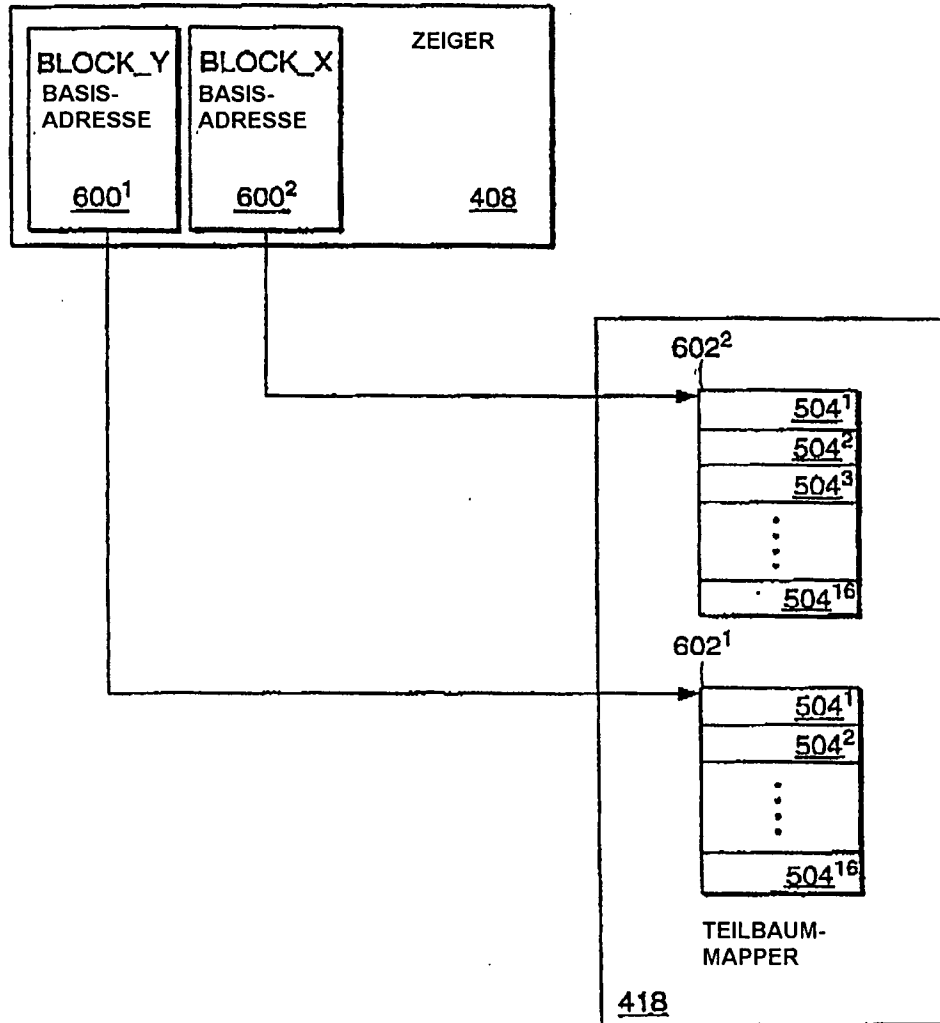 ZEIGER
BLOCK_Y
BASIS-
ADRESSE
600¹
BLOCK_X
BASIS-
ADRESSE
600²
408
602²
504¹
504²
504³
504¹⁶
602¹
504¹
504²
504¹⁶
TEILBAUM-
MAPPER
418